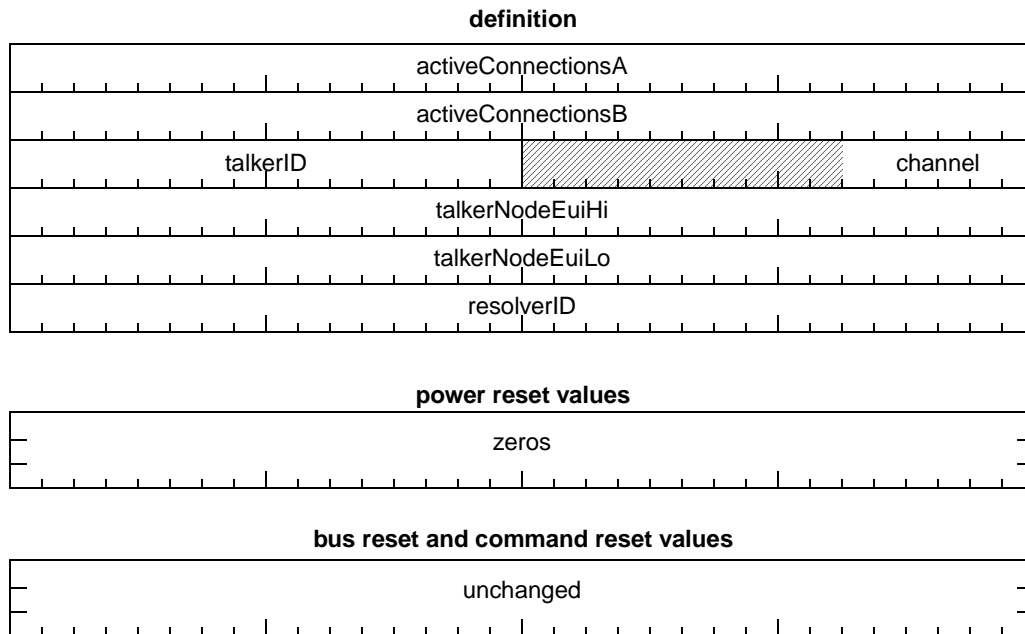 definition
activeConnectionsA
activeConnectionsB
talkerID channel
talkerNodeEuiHi
talkerNodeEuiLo
resolverID
power reset values
zeros
bus reset and command reset values
unchanged